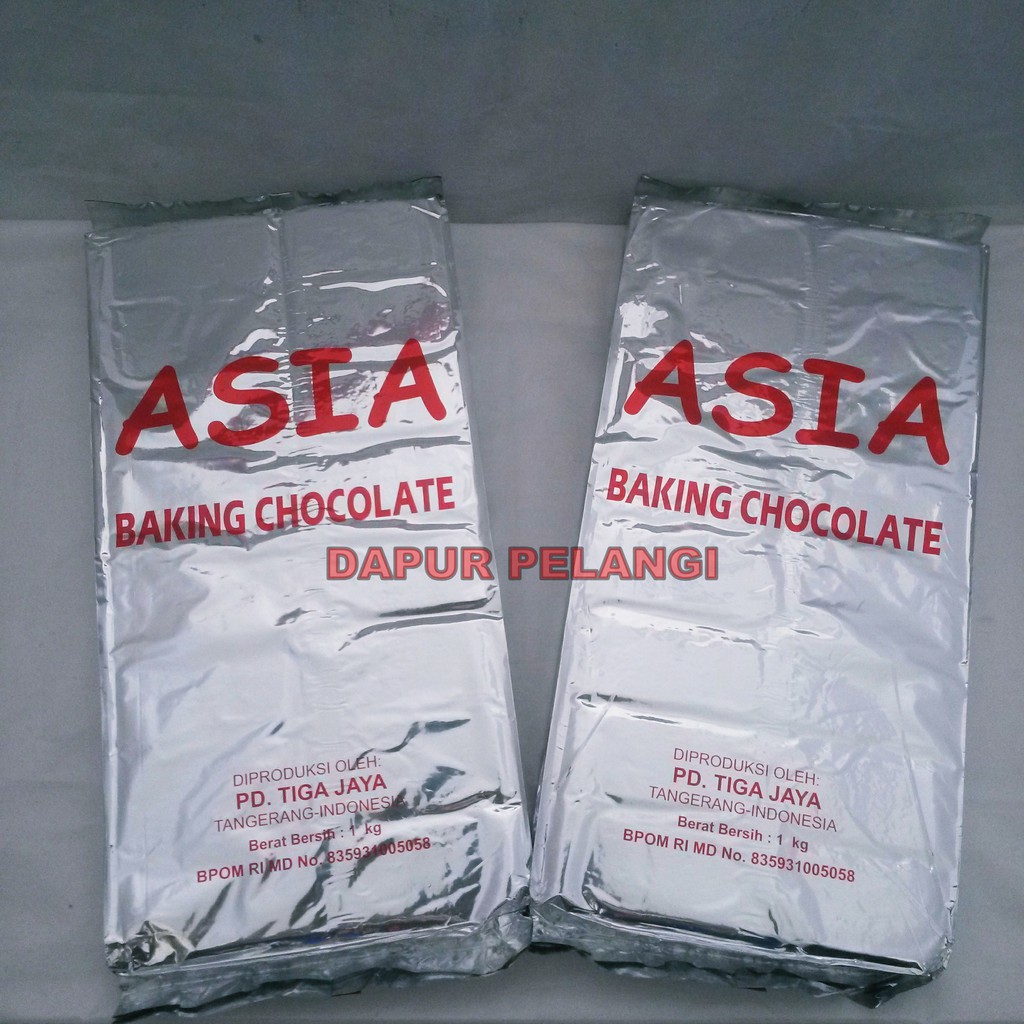 ASIA
BAKING CHOCOLATE
DIPRODUKSI OLEH:
PD. TIGA JAYA
TANGERANG-INDONESIA
Berat Bersih : 1 kg
BPOM RI MD No. 835931005058
ASIA
BAKING CHOCOLATE
DIPRODUKSI OLEH:
PD. TIGA JAYA
TANGERANG-INDONESIA
Berat Bersih : 1 kg
BPOM RI MD No. 835931005058
DAPUR PELANGI